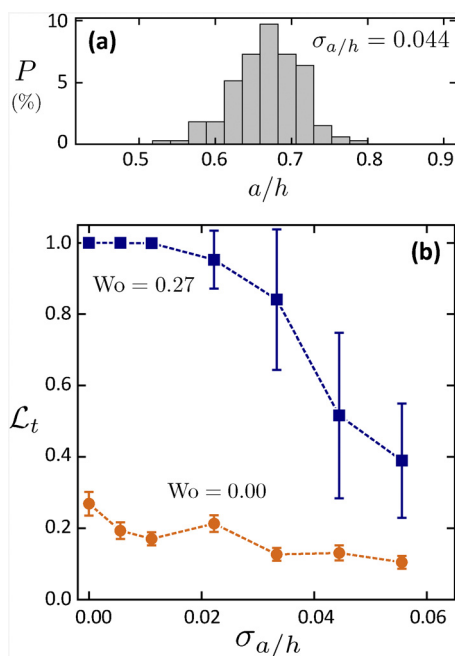 10
(a)
σ_{a/h} = 0.044
P
(%)
5
0
0.5 0.6 0.7 0.8 0.9
a/h
(b)
1.0
Wo = 0.27
0.8
0.6
ℒ_t
0.4
Wo = 0.00
0.2
0.0
0.00 0.02 0.04 0.06
σ_{a/h}